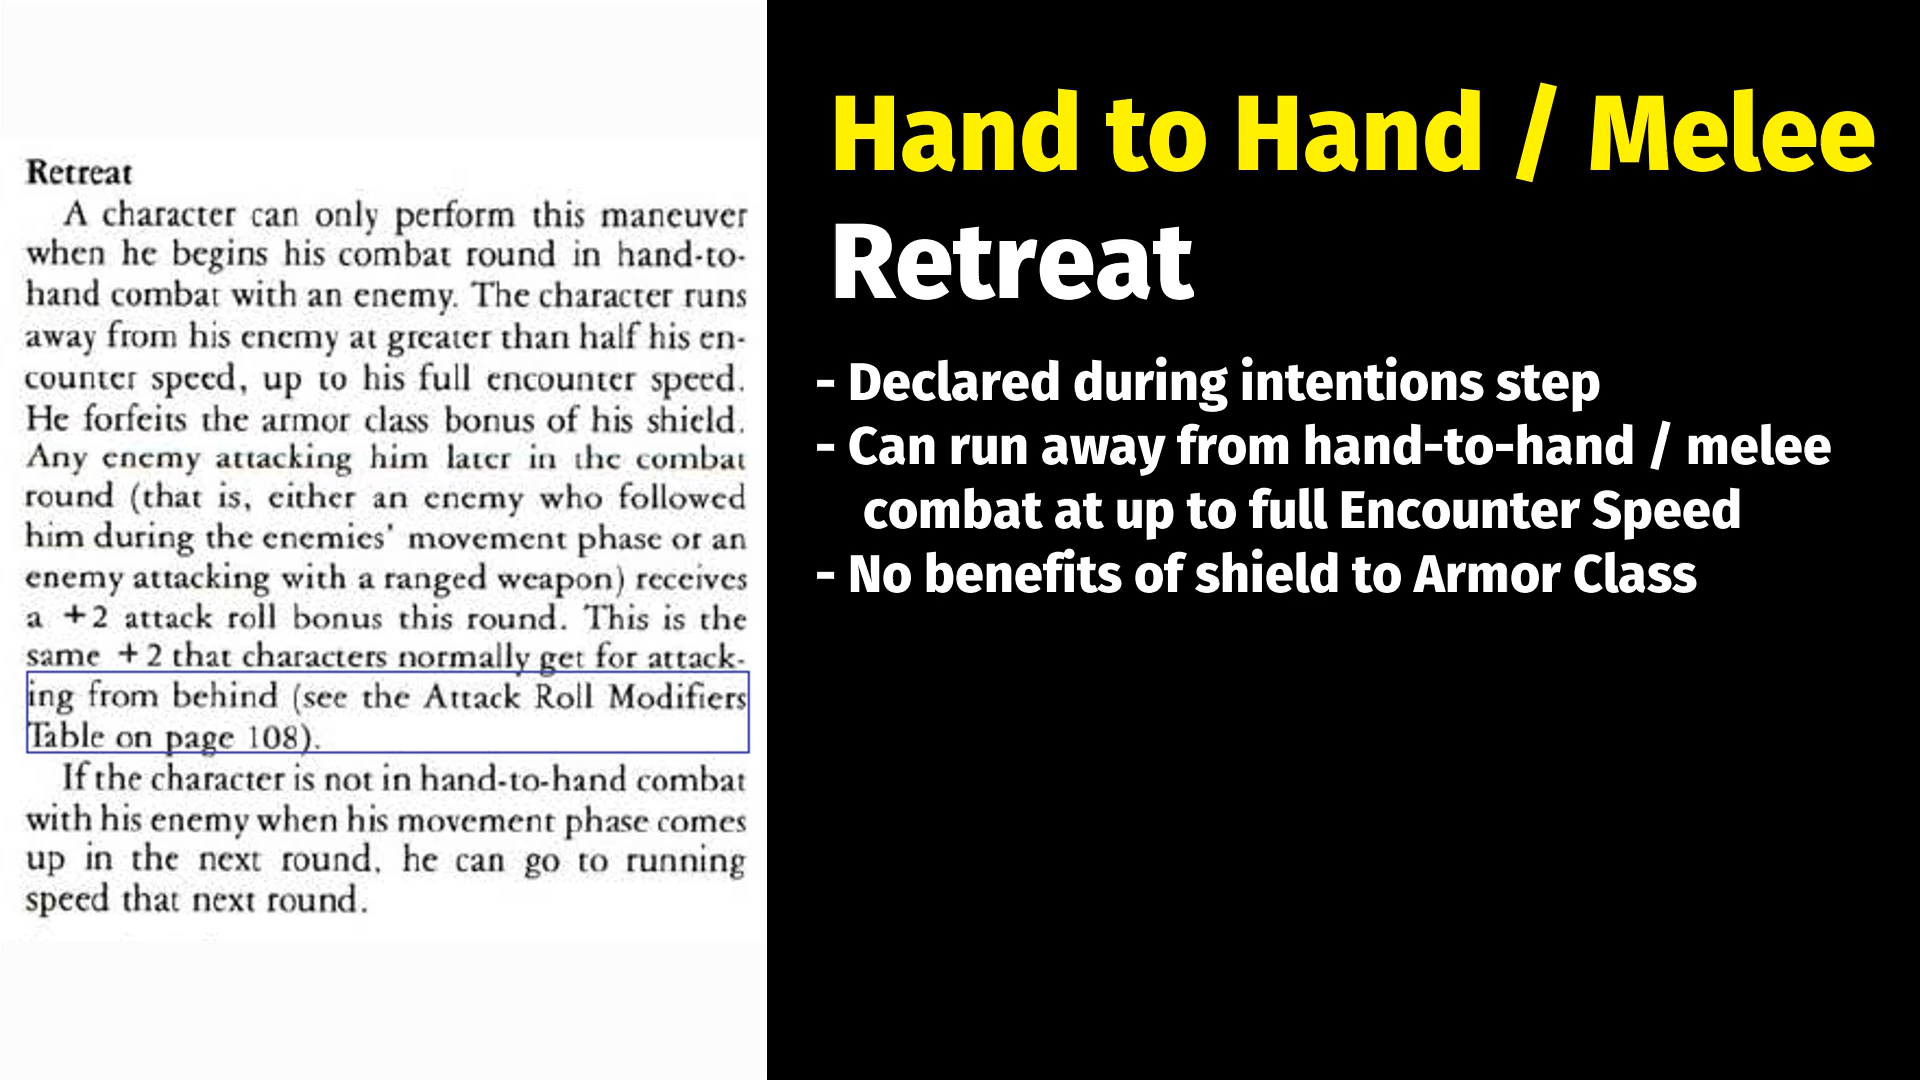 Retreat
A character can only perform this maneuver
when he begins his combat round in hand-to-
hand combat with an enemy. The character runs
away from his enemy at greater than half his en-
counter speed, up to his full encounter speed.
He forfeits the armor class bonus of his shield.
Any enemy attacking him later in the combat
round (that is, either an enemy who followed
him during the enemies' movement phase or an
enemy attacking with a ranged weapon) receives
a +2 attack roll bonus this round. This is the
same +2 that characters normally get for attack-
ing from behind (see the Attack Roll Modifiers
Table on page 108).
If the character is not in hand-to-hand combat
with his enemy when his movement phase comes
up in the next round, he can go to running
speed that next round.
Hand to Hand / Melee
Retreat
- Declared during intentions step
- Can run away from hand-to-hand / melee
combat at up to full Encounter Speed
- No benefits of shield to Armor Class